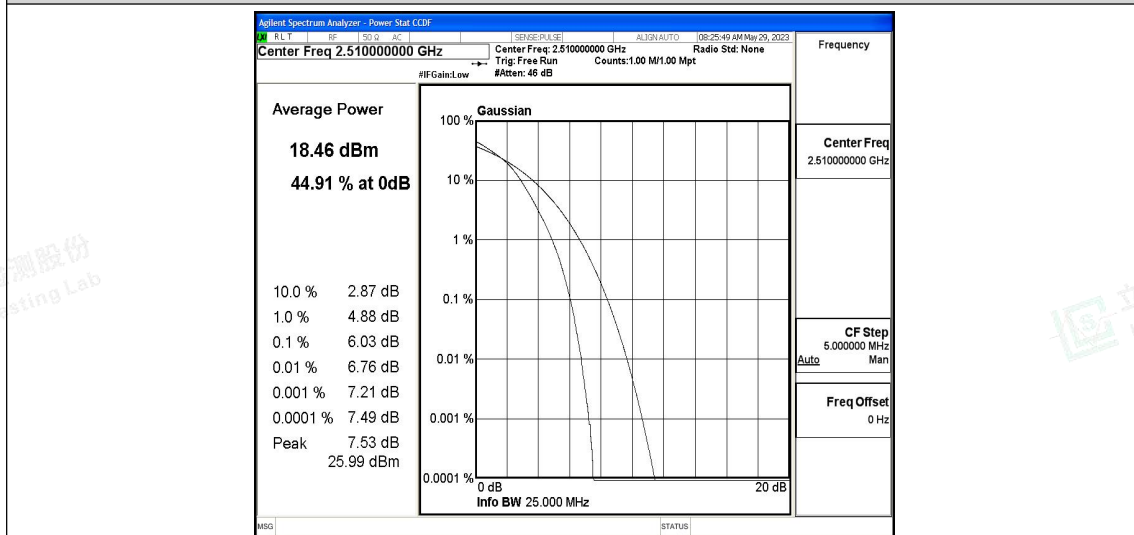 Agilent Spectrum Analyzer - Power Stat CCDF
LXI RLT RF 50 Ω AC SENSE:PULSE ALIGN AUTO 08:25:49 AM May 29, 2023
Center Freq 2.510000000 GHz
Center Freq: 2.510000000 GHz Radio Std: None
Trig: Free Run Counts:1.00 M/1.00 Mpt
#IFGain:Low #Atten: 46 dB
Frequency
Average Power
18.46 dBm
44.91 % at 0dB
10.0 % 2.87 dB
1.0 % 4.88 dB
0.1 % 6.03 dB
0.01 % 6.76 dB
0.001 % 7.21 dB
0.0001 % 7.49 dB
Peak 7.53 dB
25.99 dBm
Gaussian
100 %
10 %
1 %
0.1 %
0.01 %
0.001 %
0.0001 %
0 dB 20 dB
Info BW 25.000 MHz
Center Freq
2.510000000 GHz
CF Step
5.000000 MHz
Auto Man
Freq Offset
0 Hz
MSG STATUS
测股份
sting Lab
立